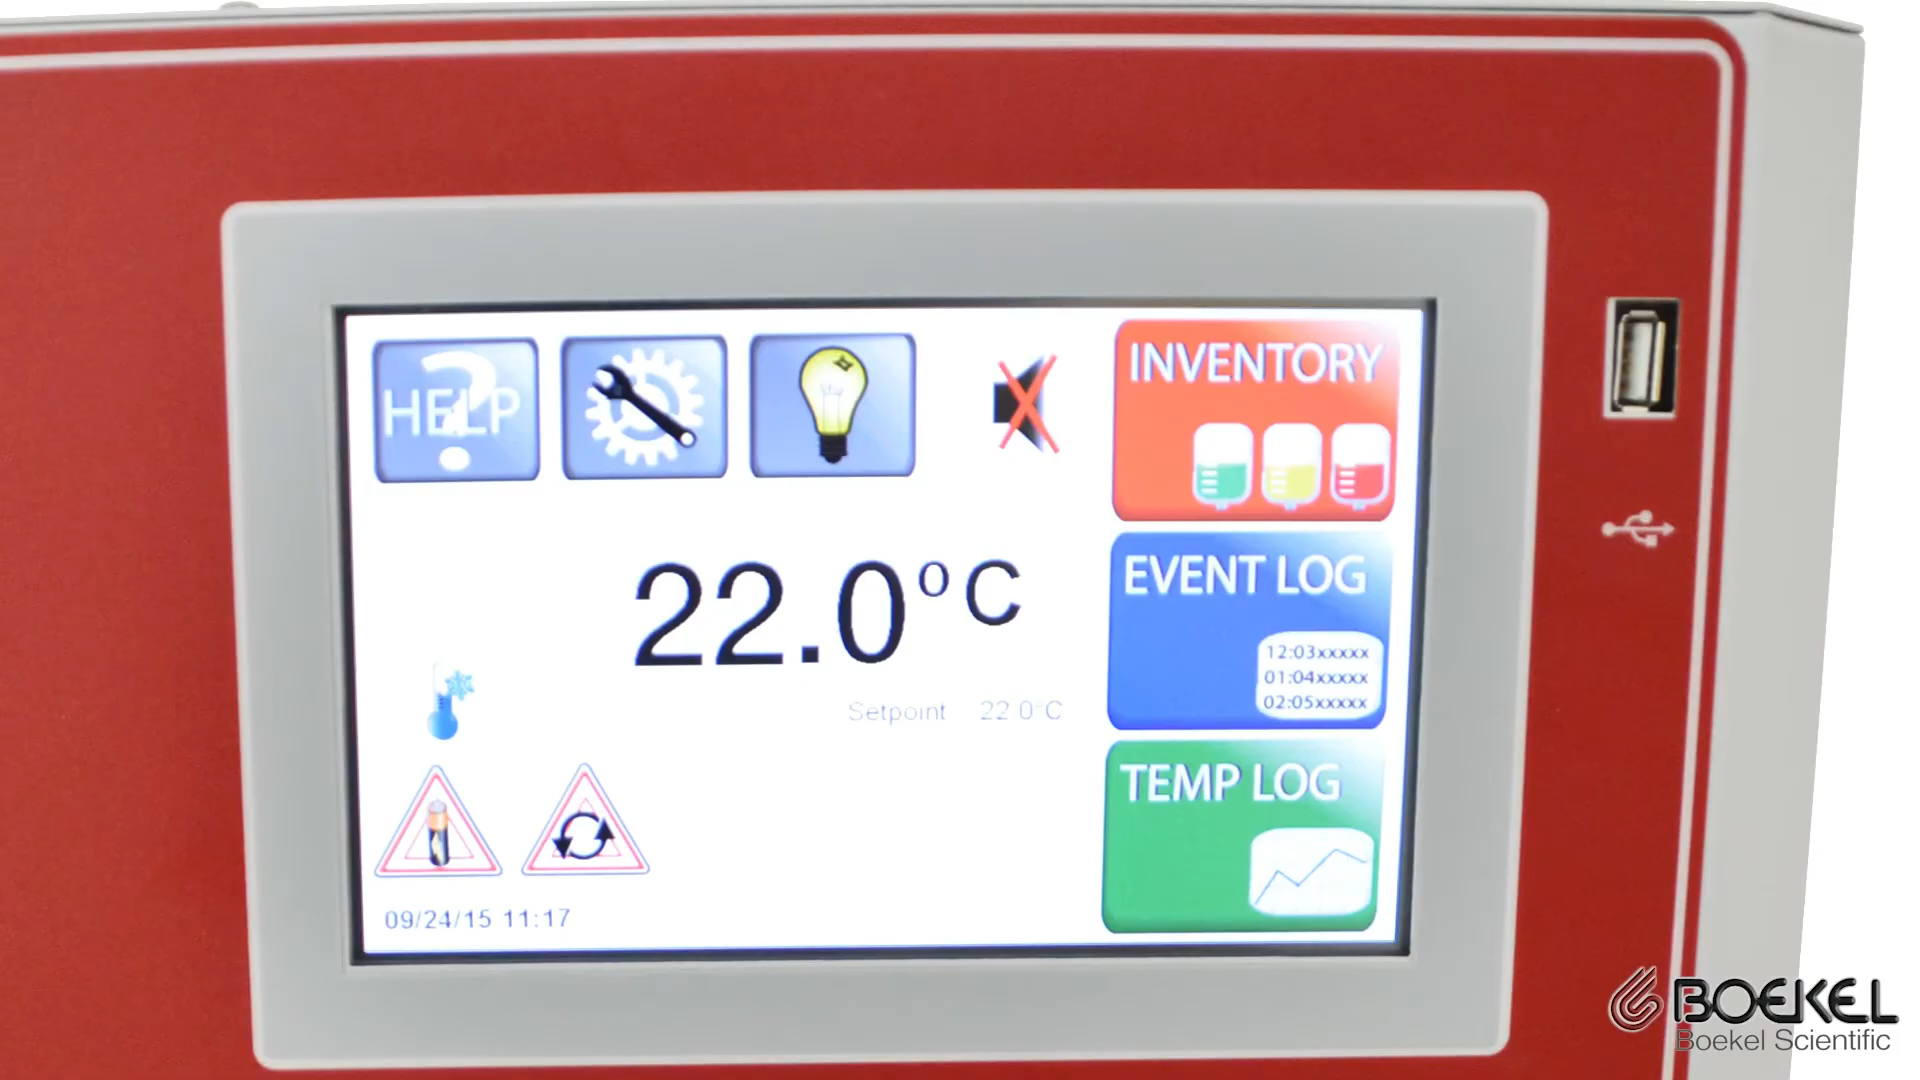 HELP
INVENTORY
22.0°C
Setpoint 22.0°C
EVENT LOG
12:03xxxxx
01:04xxxxx
02:05xxxxx
TEMP LOG
09/24/15 11:17
BOEKEL
Boekel Scientific